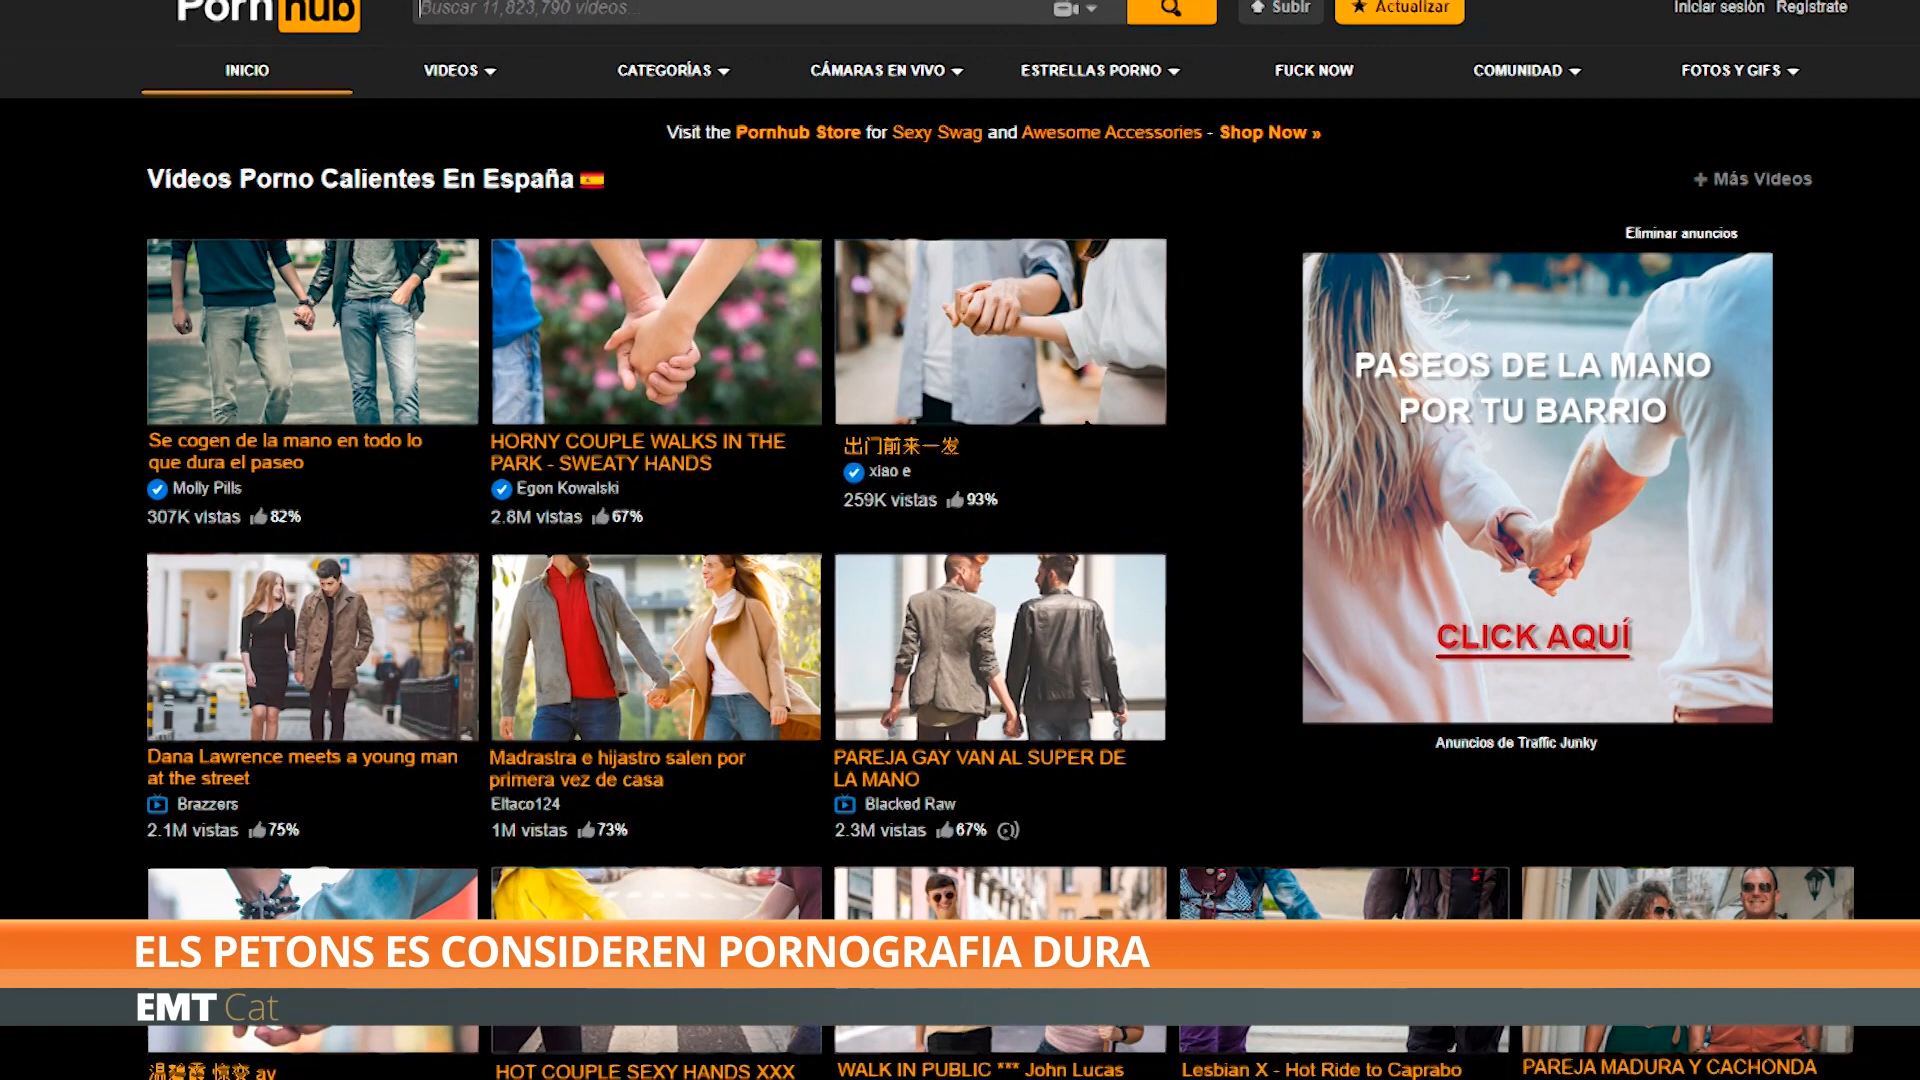 Porn hub
Buscar 11,823,790 videos...
Subir
Actualizar
Iniciar sesión Regístrate
INICIO
VIDEOS
CATEGORÍAS
CÁMARAS EN VIVO
ESTRELLAS PORNO
FUCK NOW
COMUNIDAD
FOTOS Y GIFS
Visit the Pornhub Store for Sexy Swag and Awesome Accessories - Shop Now »
Vídeos Porno Calientes En España
+ Más Videos
Eliminar anuncios
PASEOS DE LA MANO
POR TU BARRIO
CLICK AQUÍ
Anuncios de Traffic Junky
Se cogen de la mano en todo lo
que dura el paseo
Molly Pills
307K vistas 82%
HORNY COUPLE WALKS IN THE
PARK - SWEATY HANDS
Egon Kowalski
2.8M vistas 67%
出门前来一发
xiao e
259K vistas 93%
Dana Lawrence meets a young man
at the street
Brazzers
2.1M vistas 75%
Madrastra e hijastro salen por
primera vez de casa
Eltaco124
1M vistas 73%
PAREJA GAY VAN AL SUPER DE
LA MANO
Blacked Raw
2.3M vistas 67%
ELS PETONS ES CONSIDEREN PORNOGRAFIA DURA
EMT Cat
av
HOT COUPLE SEXY HANDS XXX
WALK IN PUBLIC *** John Lucas
Lesbian X - Hot Ride to Caprabo
PAREJA MADURA Y CACHONDA